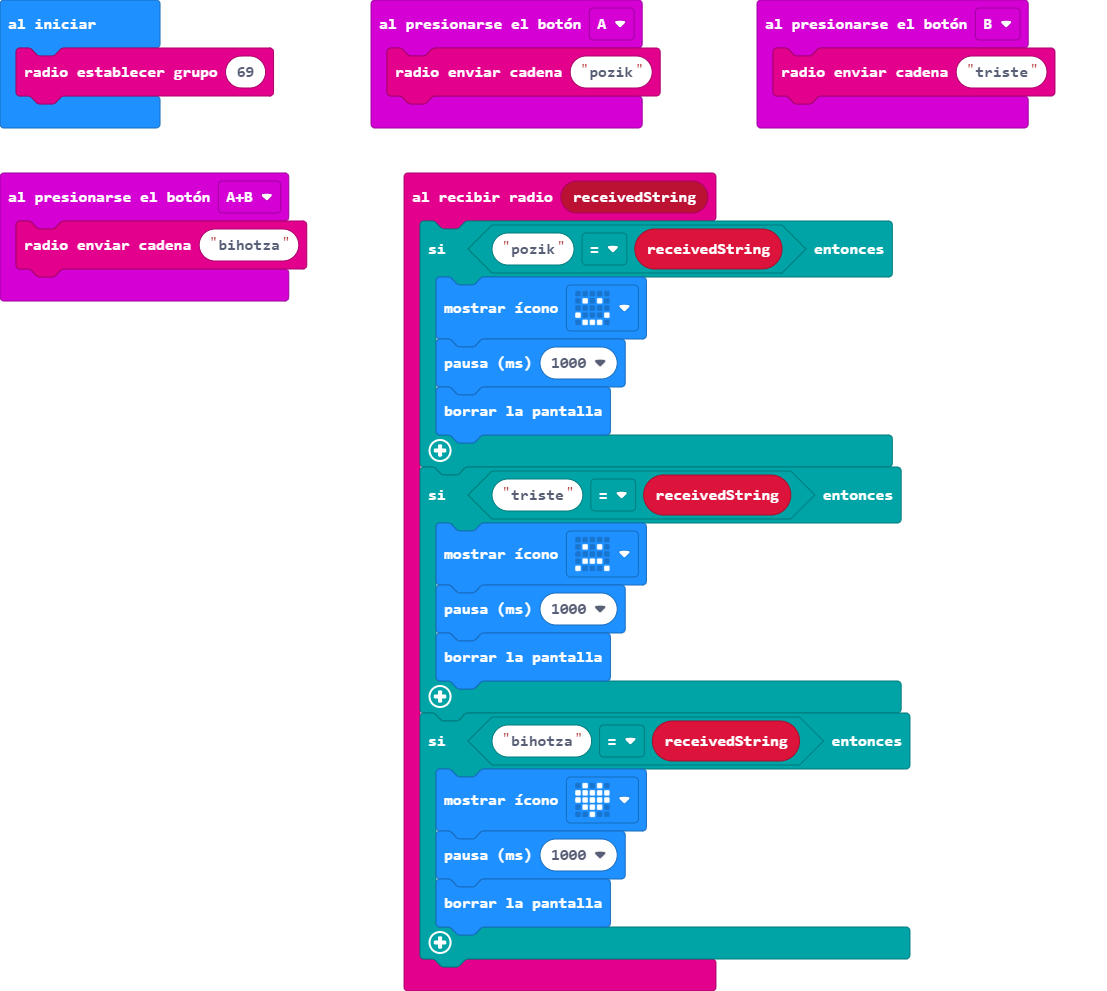 al iniciar
radio establecer grupo 69
al presionarse el botón A
radio enviar cadena "pozik"
al presionarse el botón B
radio enviar cadena "triste"
al presionarse el botón A+B
radio enviar cadena "bihotza"
al recibir radio receivedString
si "pozik" = receivedString entonces
mostrar ícono
pausa (ms) 1000
borrar la pantalla
si "triste" = receivedString entonces
mostrar ícono
pausa (ms) 1000
borrar la pantalla
si "bihotza" = receivedString entonces
mostrar ícono
pausa (ms) 1000
borrar la pantalla